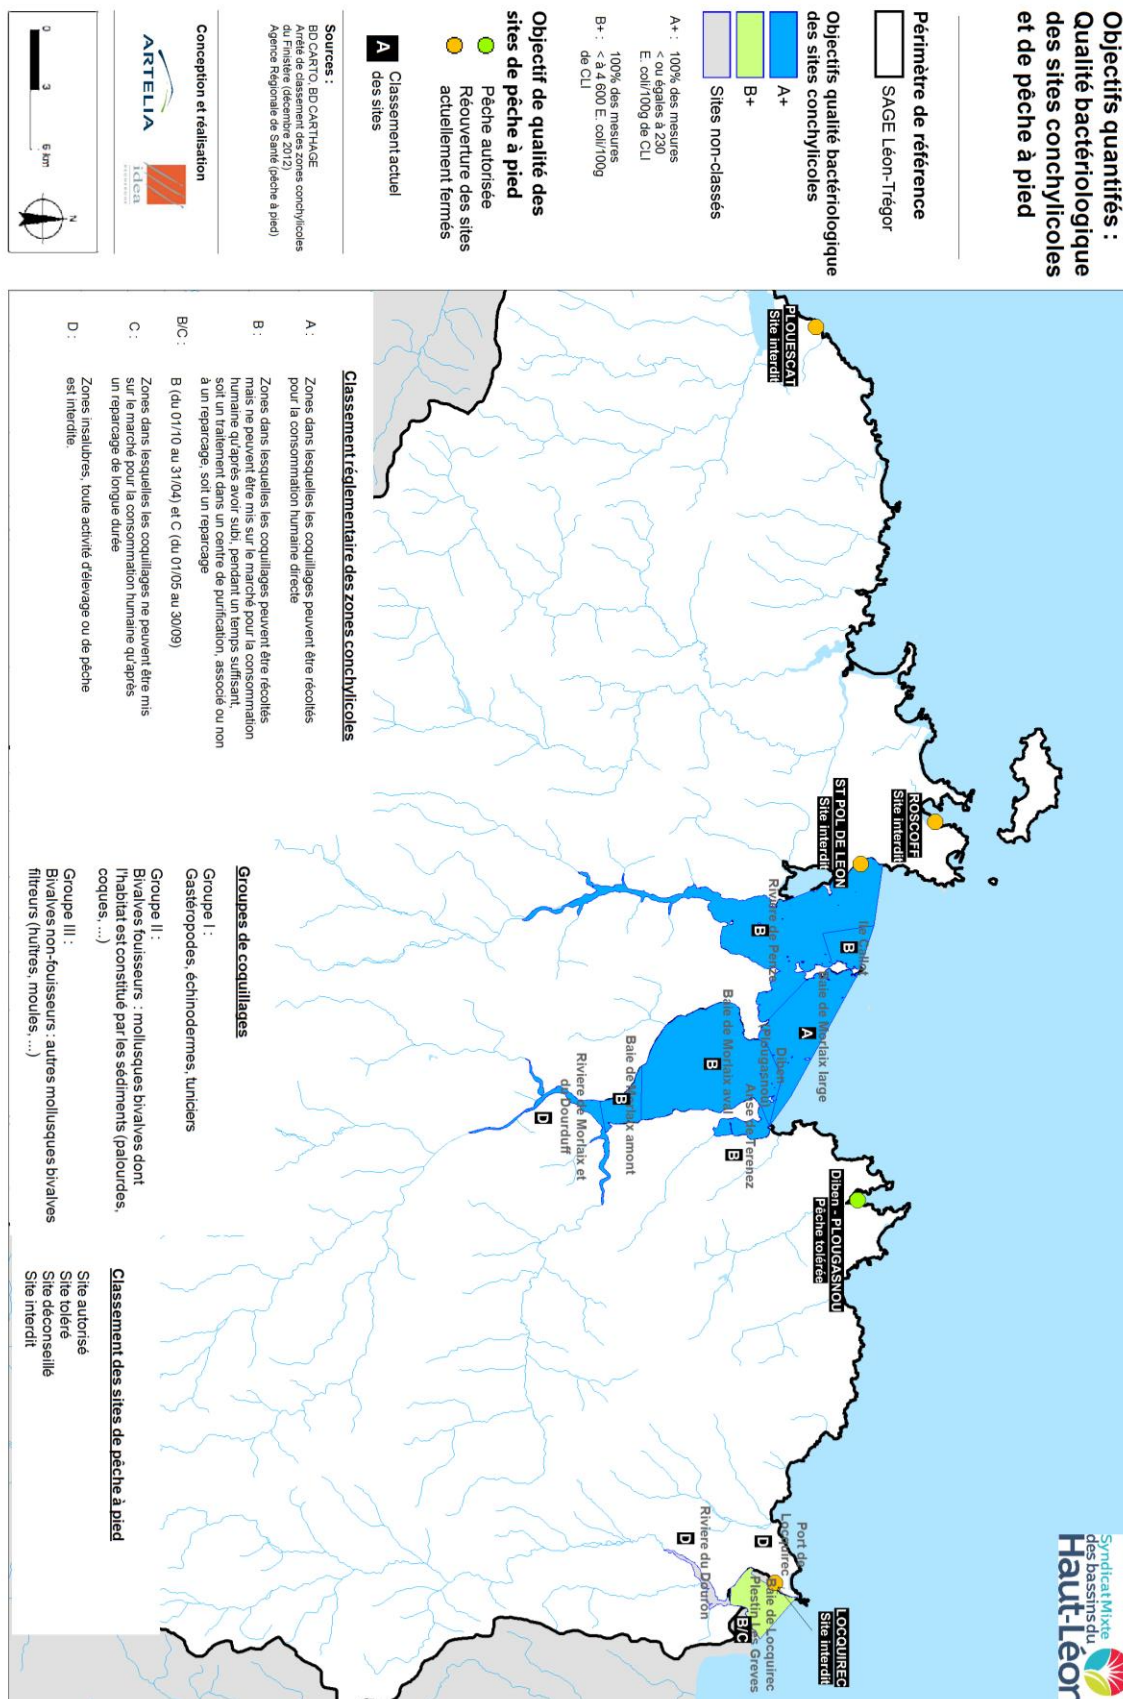 Objectifs quantifés :
Qualité bactériologique
des sites conchylicoles
et de pêche à pied
Périmètre de référence
SAGE Léon-Trégor
Objectifs qualité bactériologique
des sites conchylicoles
A+
B+
Sites non-classés
A+ : 100% des mesures
< ou égales à 230
E. coli/100g de CLI
B+ : 100% des mesures
< à 4 600 E. coli/100g
de CLI
Objectif de qualité des
sites de pêche à pied
Pêche autorisée
Réouverture des sites
actuellement fermés
A
Classement actuel
des sites
Sources :
BD CARTO, BD CARTHAGE
Arrêté de classement des zones conchylicoles
du Finistère (décembre 2012)
Agence Régionale de Santé (pêche à pied)
Conception et réalisation
ARTELIA
idea
0 3 6 km
N
Syndicat Mixte
des bassins du
Haut-Léon
PLOUESCAT
Site interdit
ROSCOFF
Site interdit
ST POL DE LEON
Site interdit
Ile Callot
B
Riviere de Penze
B
Baie de Morlaix large
A
Diben
Plougasnou
Baie de Morlaix aval
B
Anse de Terenez
B
Baie de Morlaix amont
B
Riviere de Morlaix et
de Dourduff
D
Diben - PLOUGASNOU
Pêche tolérée
Port de
Locquirec
D
LOCQUIREC
Site interdit
Baie de Locquirec
Plestin Les Greves
B/C
Riviere du Douron
D
Classement réglementaire des zones conchylicoles
A : Zones dans lesquelles les coquillages peuvent être récoltés
pour la consommation humaine directe
B : Zones dans lesquelles les coquillages peuvent être récoltés
mais ne peuvent être mis sur le marché pour la consommation
humaine qu'après avoir subi, pendant un temps suffisant,
soit un traitement dans un centre de purification, associé ou non
à un reparcage, soit un reparcage
B/C : B (du 01/10 au 31/04) et C (du 01/05 au 30/09)
C : Zones dans lesquelles les coquillages ne peuvent être mis
sur le marché pour la consommation humaine qu'après
un reparcage de longue durée
D : Zones insalubres, toute activité d'élevage ou de pêche
est interdite.
Groupes de coquillages
Groupe I :
Gastéropodes, échinodermes, tuniciers
Groupe II :
Bivalves fouisseurs : mollusques bivalves dont
l'habitat est constitué par les sédiments (palourdes,
coques, ...)
Groupe III :
Bivalves non-fouisseurs : autres mollusques bivalves
filtreurs (huîtres, moules, ...)
Classement des sites de pêche à pied
Site autorisé
Site toléré
Site déconseillé
Site interdit